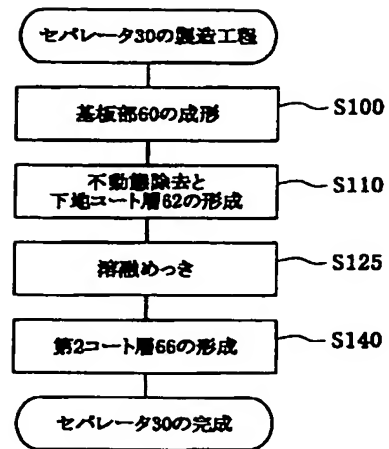 セパレータ30の製造工程
基板部60の成形
S100
不動態除去と
下地コート層62の形成
S110
溶融めっき
S125
第2コート層66の形成
S140
セパレータ30の完成